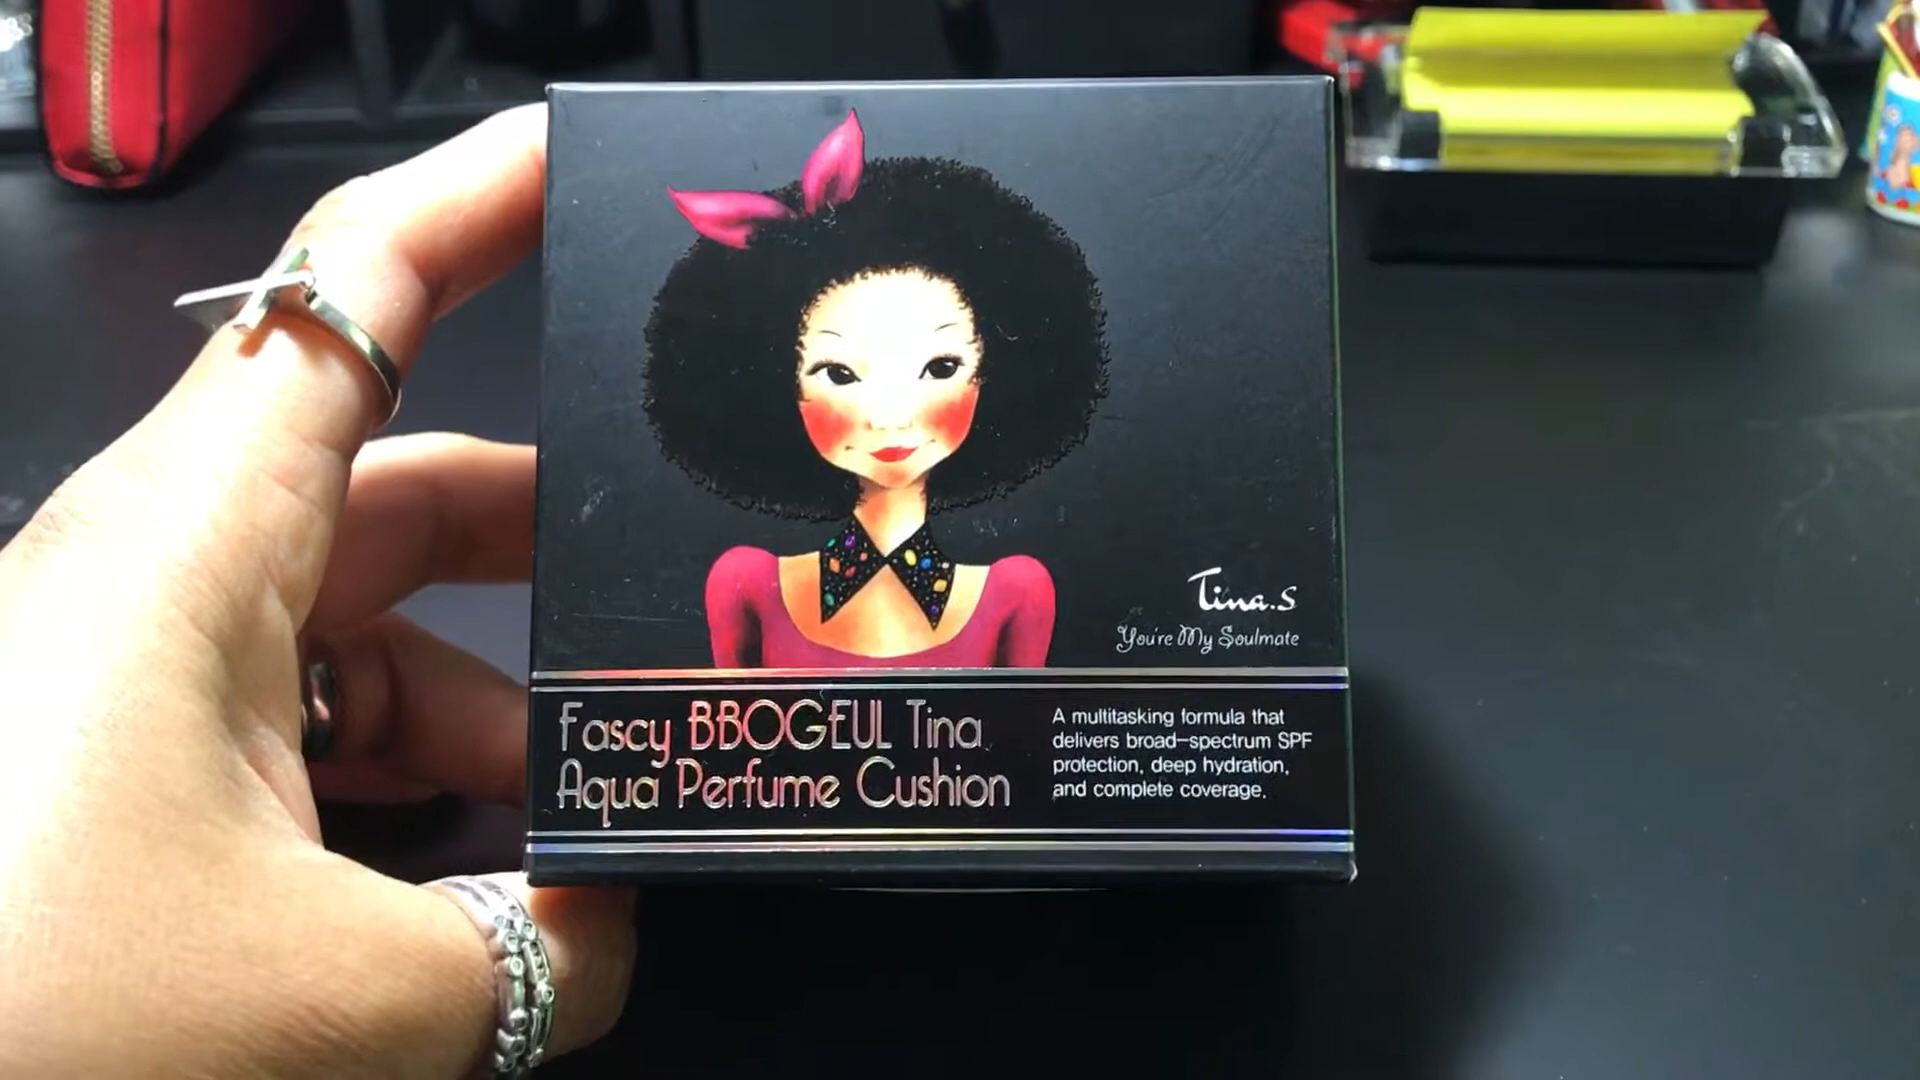 Tina.S
You're My Soulmate
Fascy BBOGEUL Tina
Aqua Perfume Cushion
A multitasking formula that
delivers broad-spectrum SPF
protection, deep hydration,
and complete coverage.